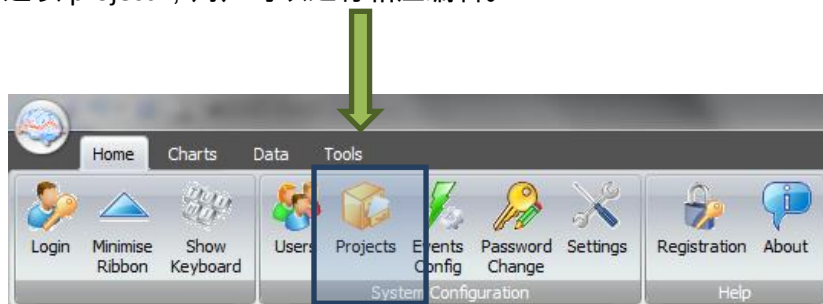 Home Charts Data Tools
Login Minimise Ribbon Show Keyboard Users Projects Events Config Password Change Settings Registration About
System Configuration Help